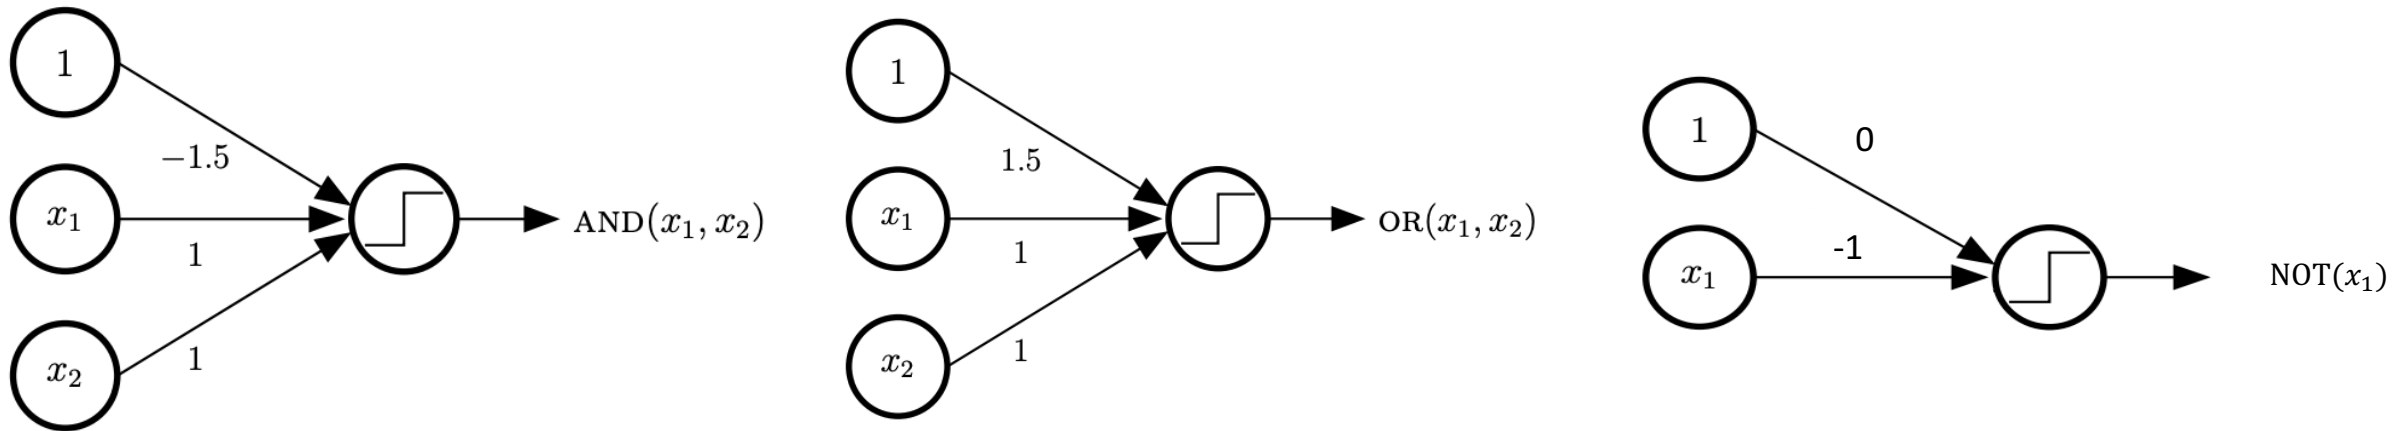 1
−1.5
x₁
1
x₂
1
AND(x₁, x₂)
1
1.5
x₁
1
x₂
1
OR(x₁, x₂)
1
0
x₁
-1
NOT(x₁)